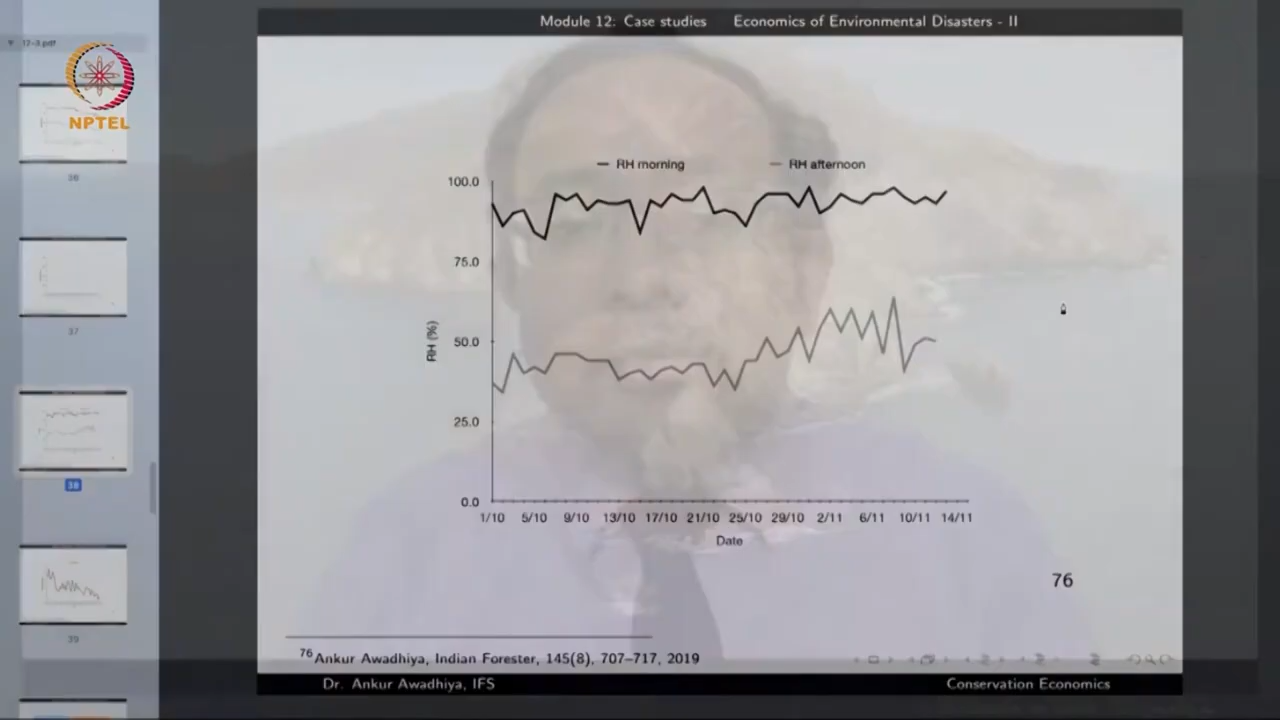 Module 12: Case studies Economics of Environmental Disasters - II
12-3.pdf
NPTEL
36
37
38
39
RH morning RH afternoon
100.0
75.0
50.0
25.0
0.0
RH (%)
1/10 5/10 9/10 13/10 17/10 21/10 25/10 29/10 2/11 6/11 10/11 14/11
Date
76
76 Ankur Awadhiya, Indian Forester, 145(8), 707–717, 2019
Dr. Ankur Awadhiya, IFS Conservation Economics